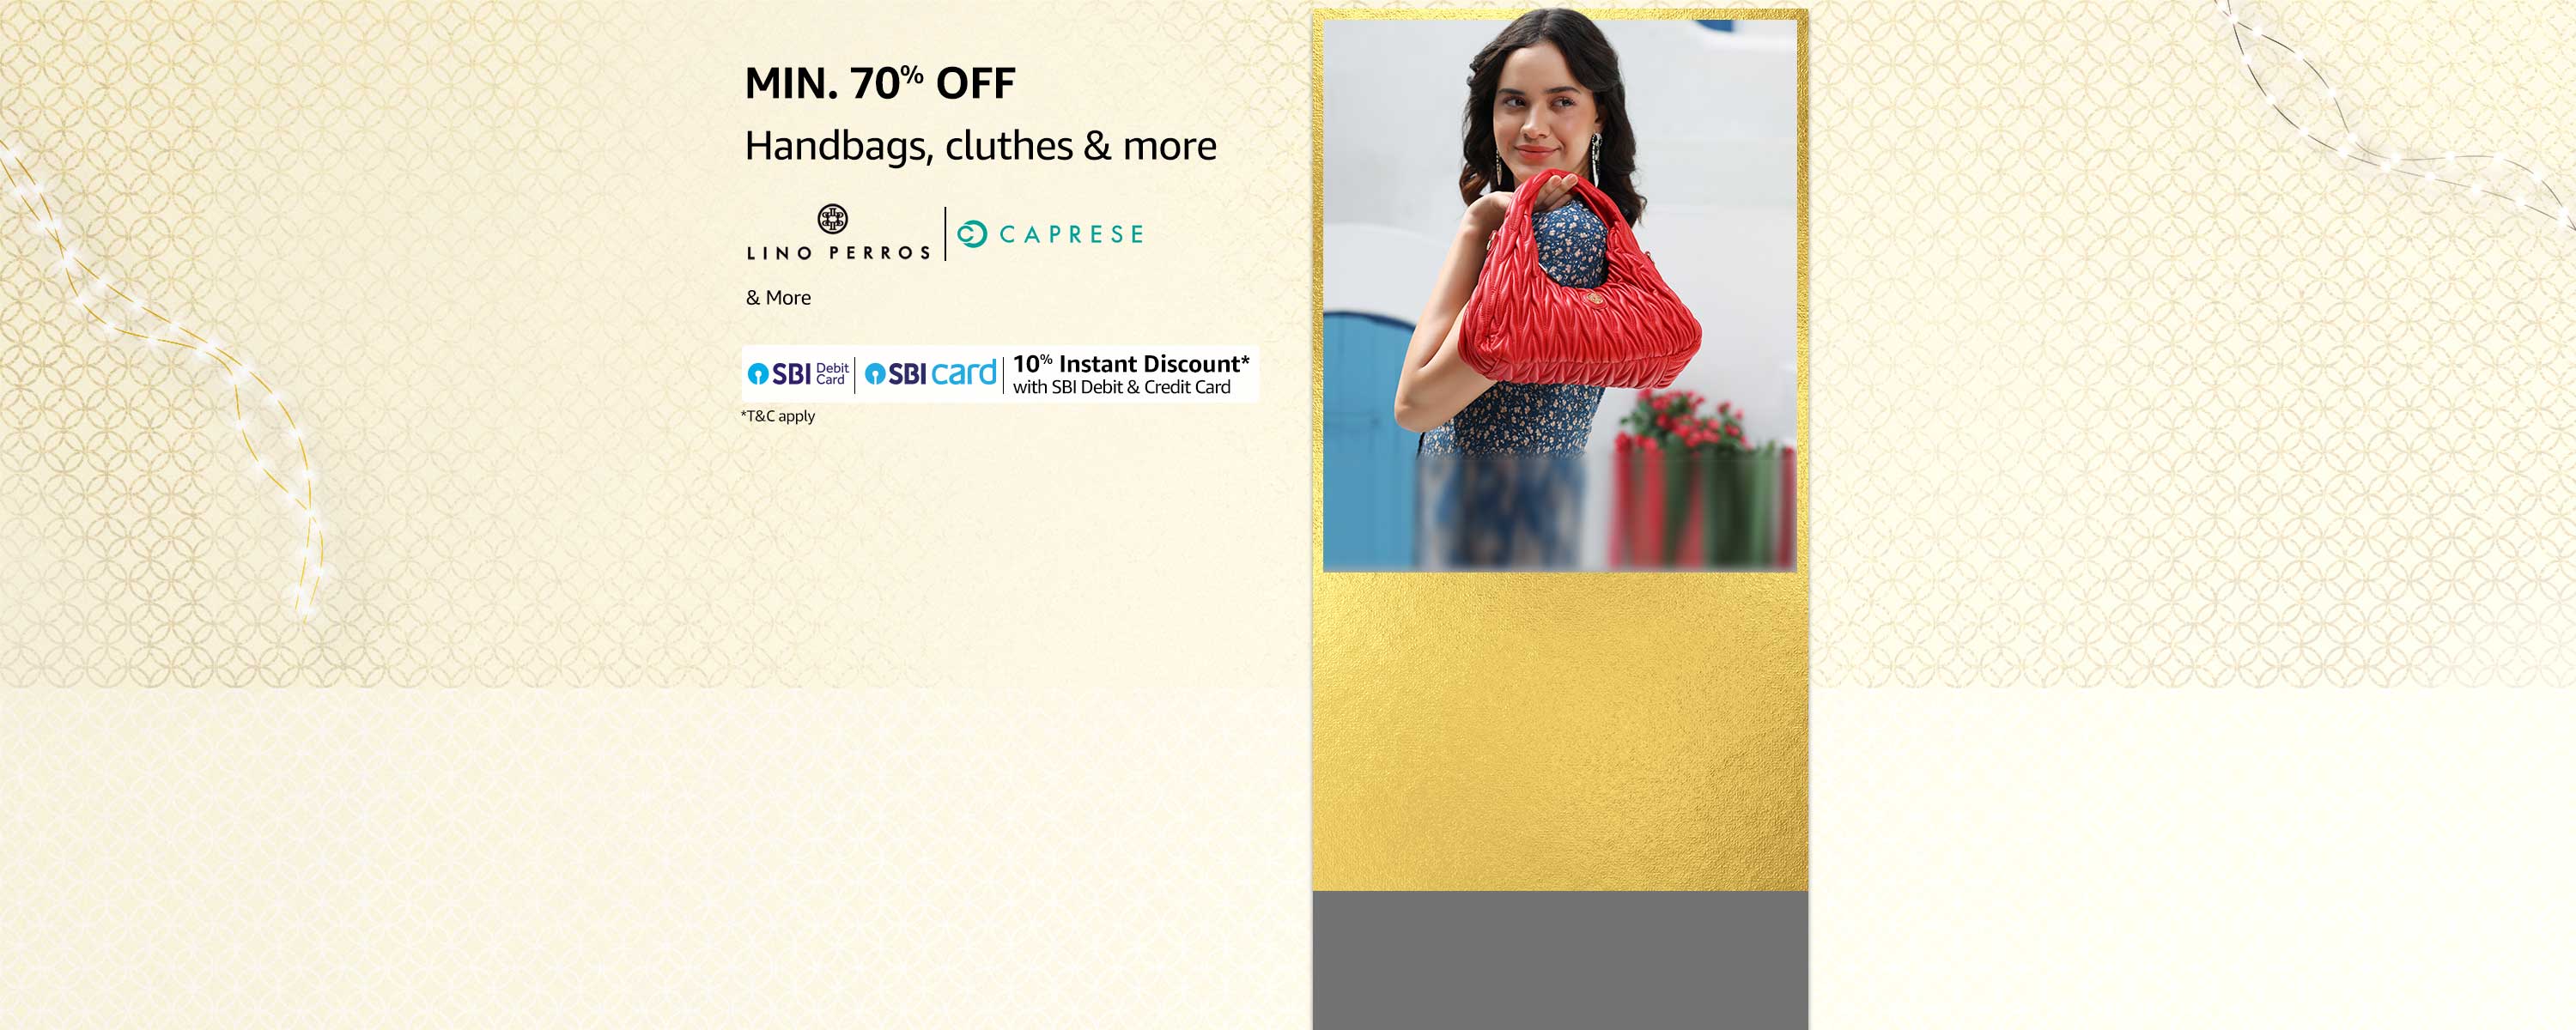 MIN. 70% OFF
Handbags, cluthes & more
LINO PERROS
CAPRESE
& More
SBI Debit Card
SBI card
10% Instant Discount*
with SBI Debit & Credit Card
*T&C apply